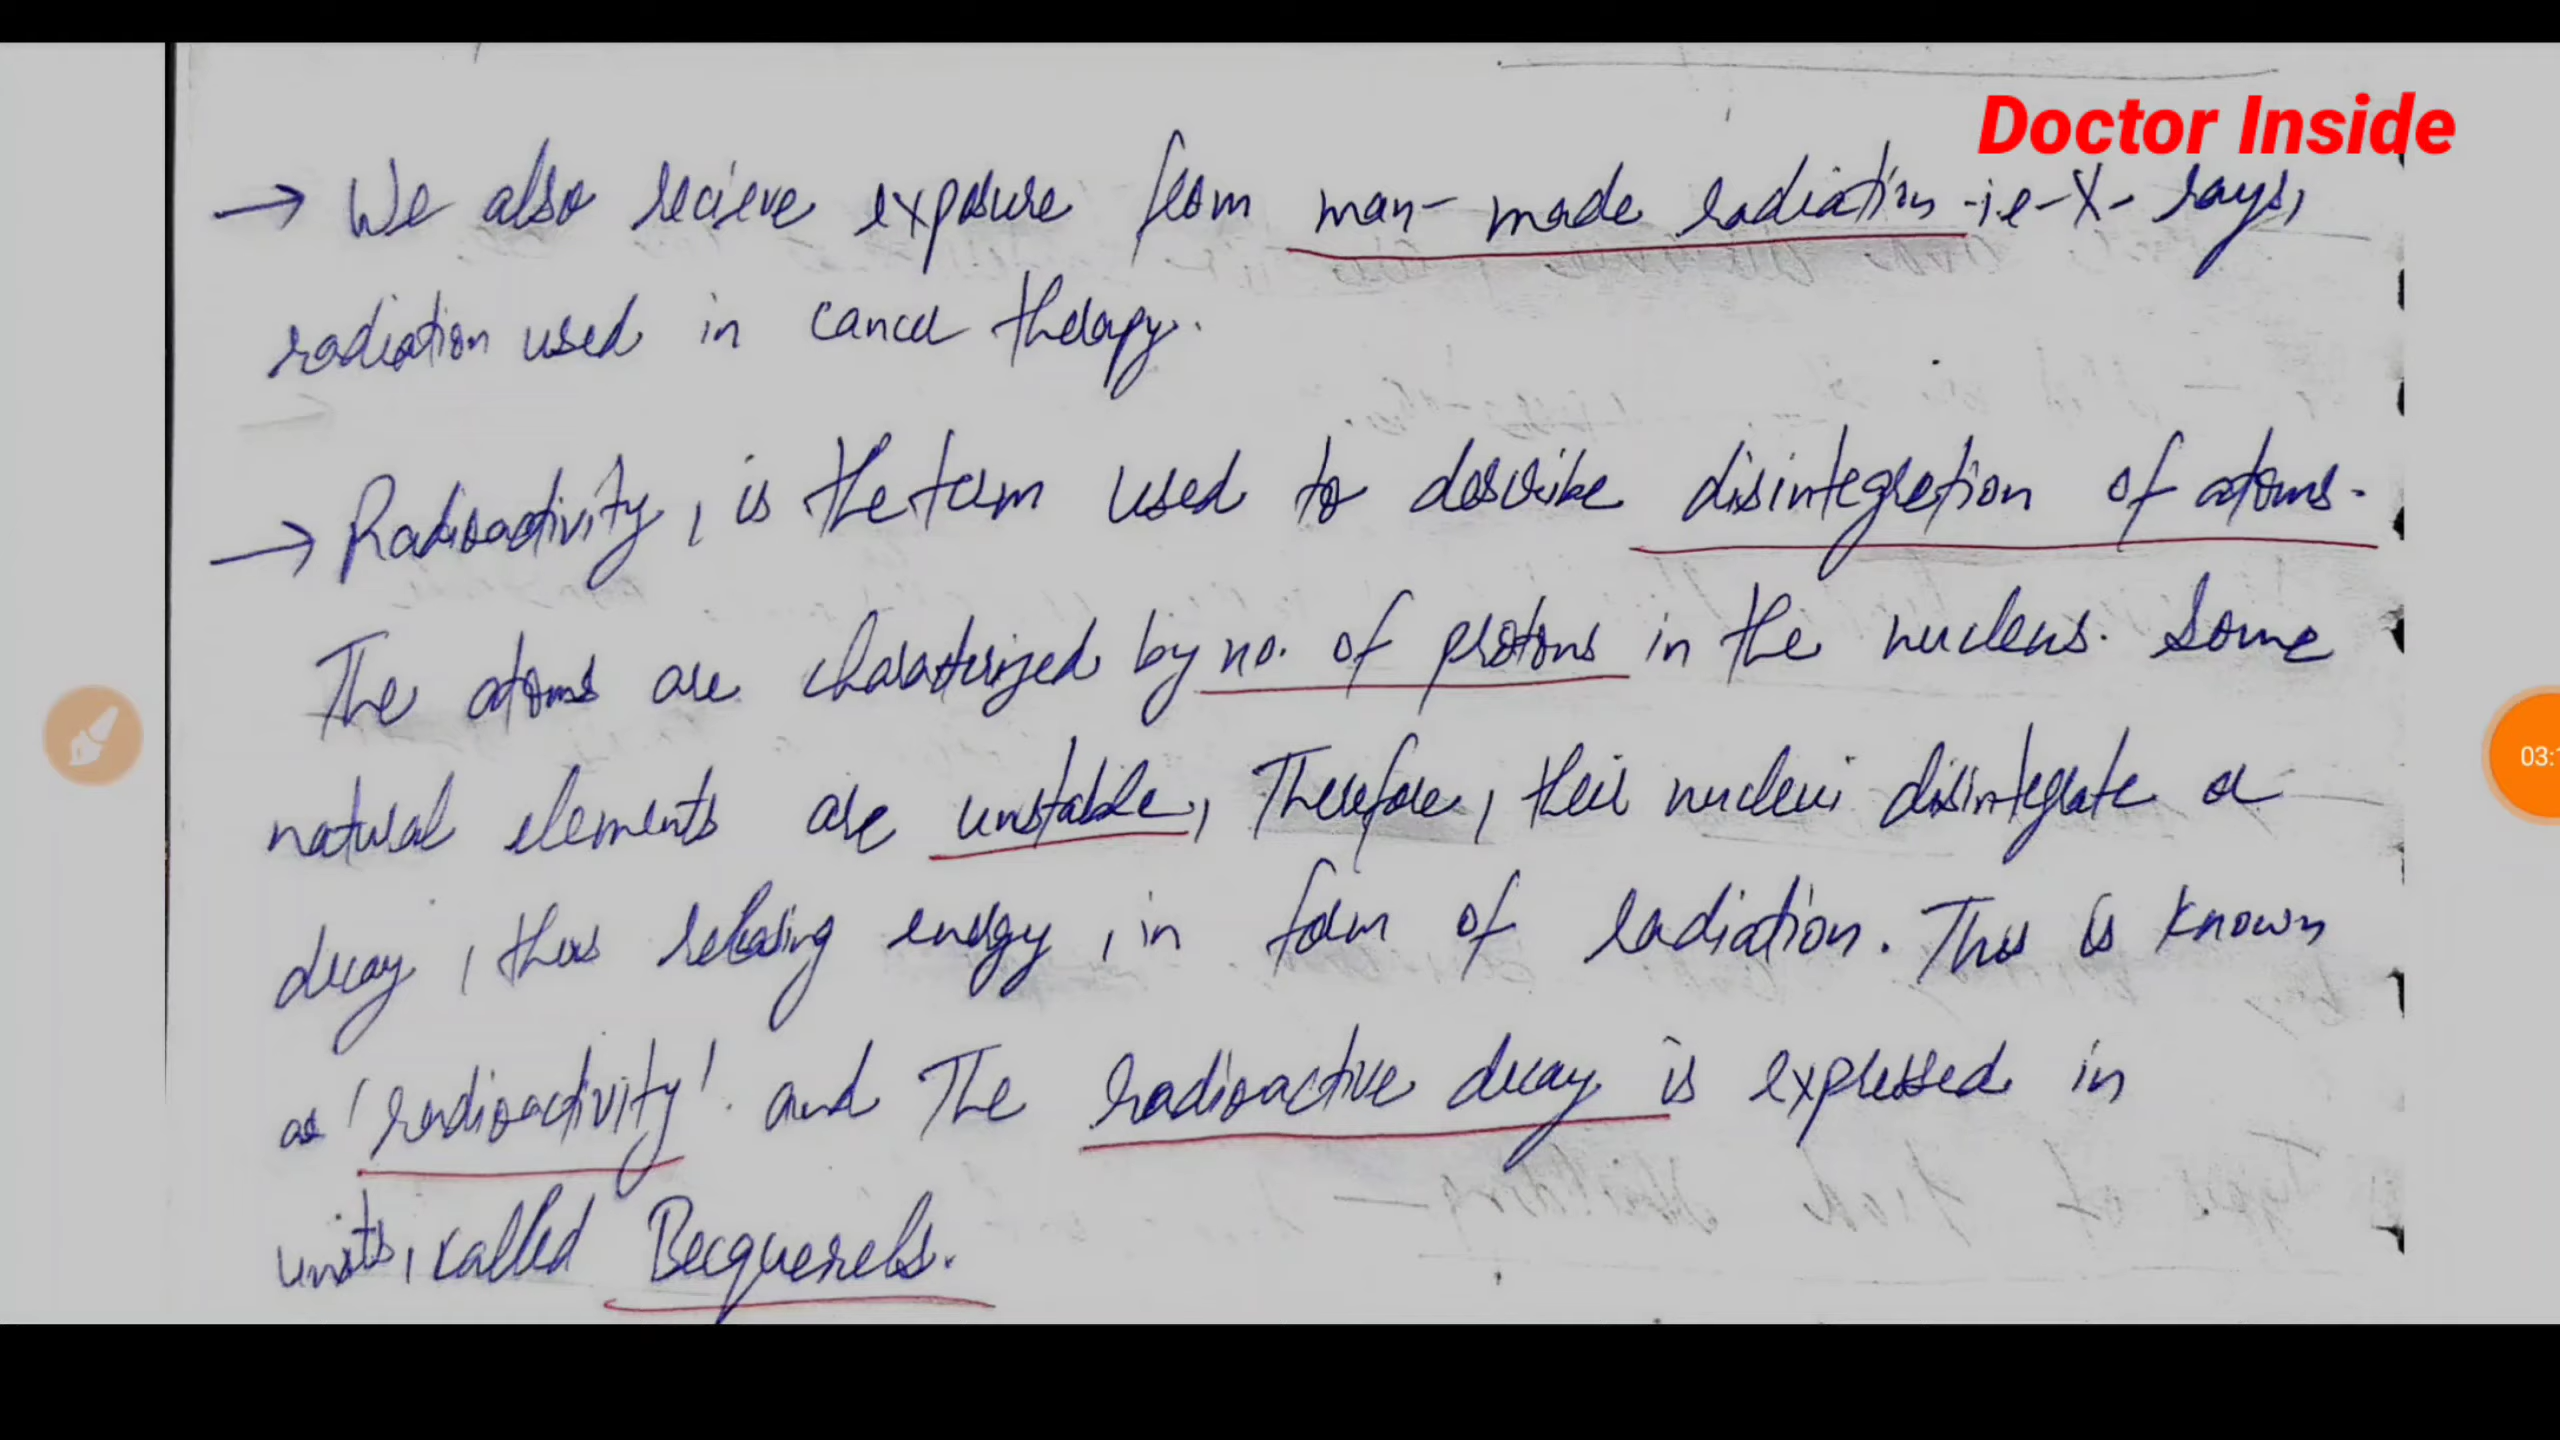 Doctor Inside
→ We also recieve exposure from man-made radiation -i.e-X-rays,
radiation used in cancer therapy.
→ Radioactivity, is the term used to describe disintegration of atoms.
The atoms are charaterized by no. of protons in the nucleus. Some
natural elements are unstable, Therefore, their nuclei disintegrate or
decay, thus releasing energy, in form of radiation. This is known
as 'radioactivity'. and The radioactive decay is expressed in
units, called Becquerels.
03:1